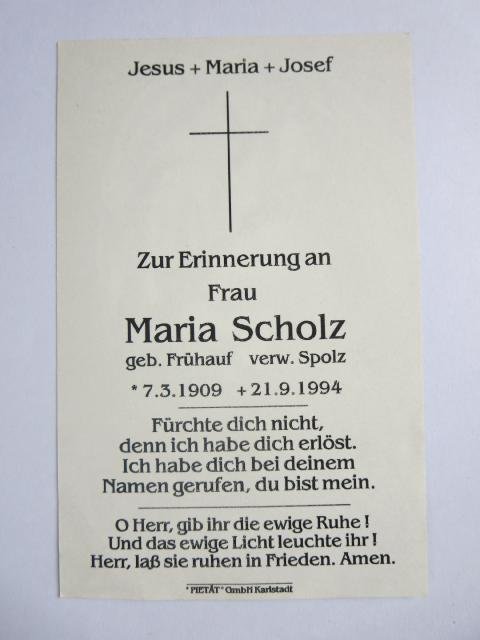 Jesus + Maria + Josef
Zur Erinnerung an
Frau
Maria Scholz
geb. Frühauf verw. Spolz
* 7.3.1909 + 21.9.1994
Fürchte dich nicht,
denn ich habe dich erlöst.
Ich habe dich bei deinem
Namen gerufen, du bist mein.
O Herr, gib ihr die ewige Ruhe !
Und das ewige Licht leuchte ihr !
Herr, laß sie ruhen in Frieden. Amen.
"PIETÄT" GmbH Karlstadt